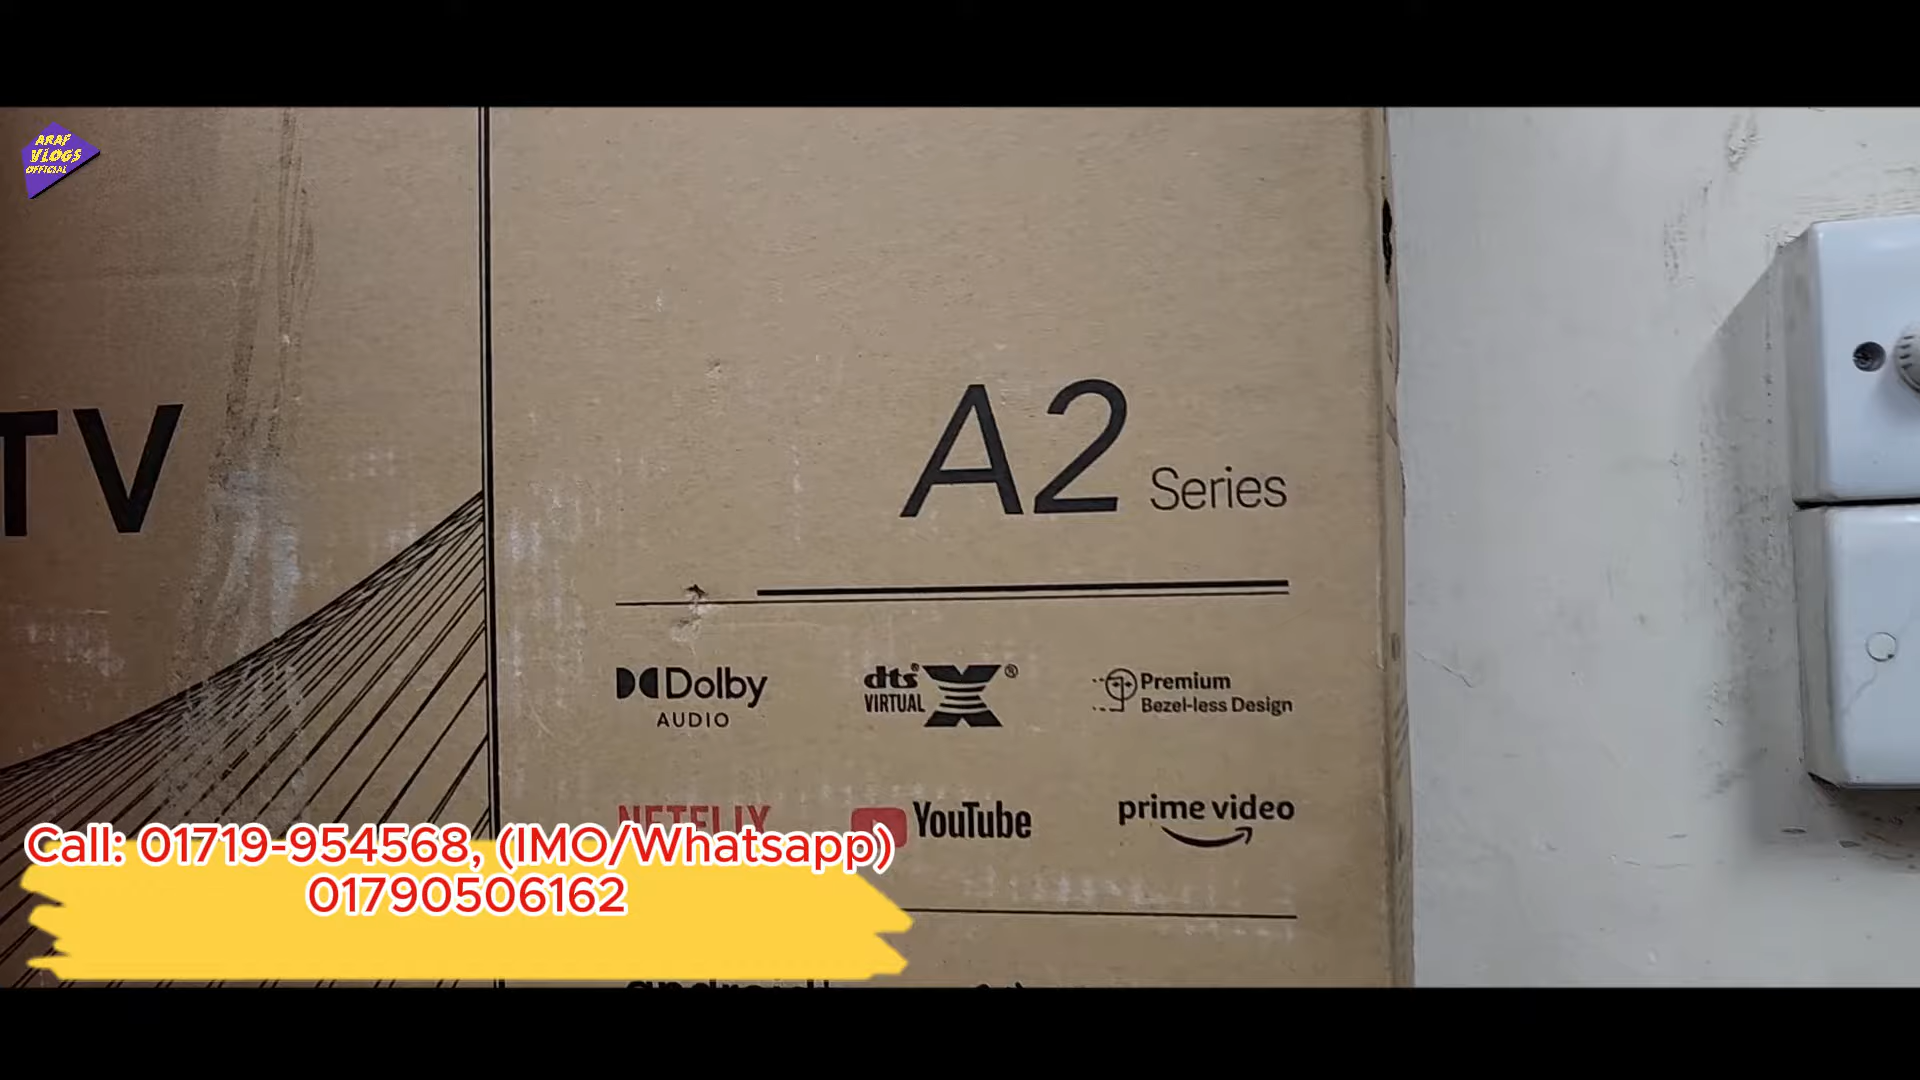 ARAF
VLOGS
OFFICIAL
TV
A2 Series
Dolby
AUDIO
dts®
VIRTUAL X®
Premium
Bezel-less Design
NETFLIX
YouTube
prime video
Call: 01719-954568, (IMO/Whatsapp)
01790506162